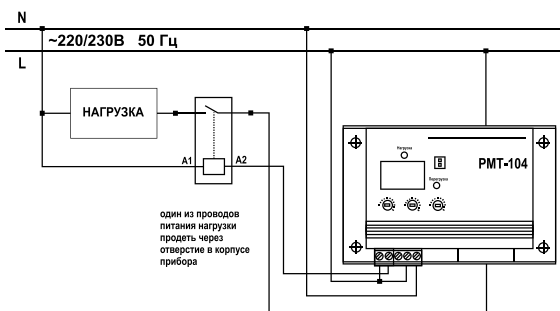 N
~220/230В 50 Гц
L
НАГРУЗКА
A1
A2
Нагрузка
РМТ-104
Перегрузка
один из проводов
питания нагрузки
продеть через
отверстие в корпусе
прибора